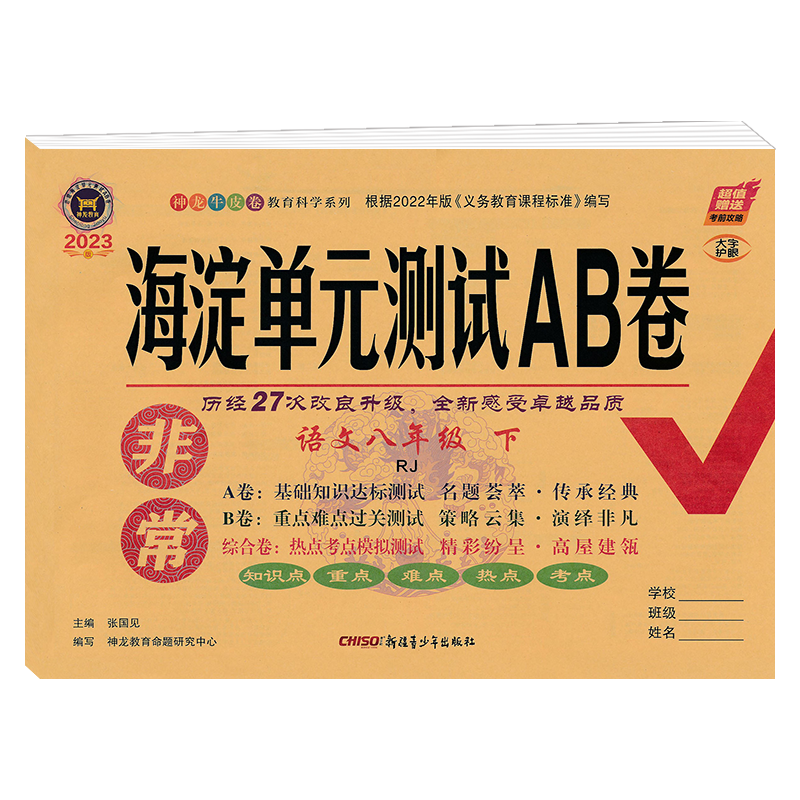 神龙牛皮卷 教育科学系列 根据2022年版《义务教育课程标准》编写
超值
赠送
考前攻略
神龙教育
2023
版
大字
护眼
海淀单元测试AB卷
历经27次改良升级,全新感受卓越品质
非常
语文八年级 下
RJ
A卷:基础知识达标测试 名题荟萃·传承经典
B卷:重点难点过关测试 策略云集·演绎非凡
综合卷:热点考点模拟测试 精彩纷呈·高屋建瓴
知识点 重点 难点 热点 考点
学校
班级
姓名
主编 张国见
编写 神龙教育命题研究中心
CHISO 新疆青少年出版社